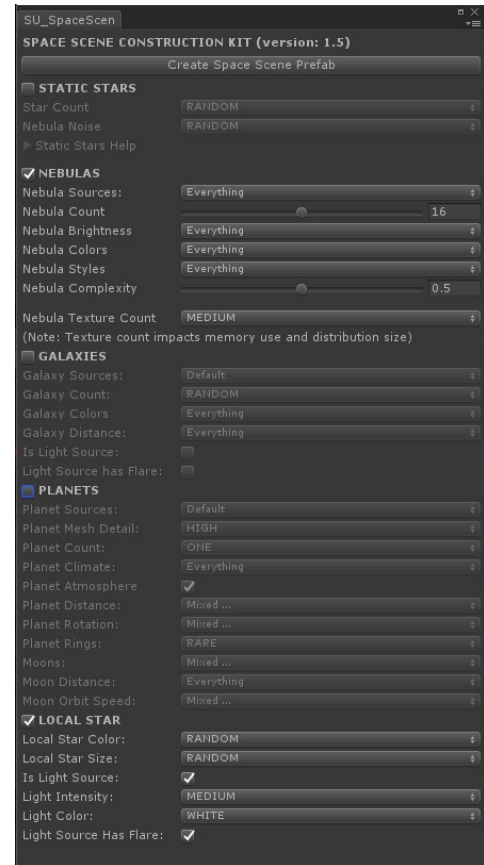 SU_SpaceScen
SPACE SCENE CONSTRUCTION KIT (version: 1.5)
Create Space Scene Prefab
STATIC STARS
Star Count RANDOM
Nebula Noise RANDOM
Static Stars Help
NEBULAS
Nebula Sources: Everything
Nebula Count 16
Nebula Brightness Everything
Nebula Colors Everything
Nebula Styles Everything
Nebula Complexity 0.5
Nebula Texture Count MEDIUM
(Note: Texture count impacts memory use and distribution size)
GALAXIES
Galaxy Sources: Default
Galaxy Count: RANDOM
Galaxy Colors Everything
Galaxy Distance: Everything
Is Light Source:
Light Source has Flare:
PLANETS
Planet Sources: Default
Planet Mesh Detail: HIGH
Planet Count: ONE
Planet Climate: Everything
Planet Atmosphere
Planet Distance: Mixed ...
Planet Rotation: Mixed ...
Planet Rings: RARE
Moons: Mixed ...
Moon Distance: Everything
Moon Orbit Speed: Mixed ...
LOCAL STAR
Local Star Color: RANDOM
Local Star Size: RANDOM
Is Light Source:
Light Intensity: MEDIUM
Light Color: WHITE
Light Source Has Flare: